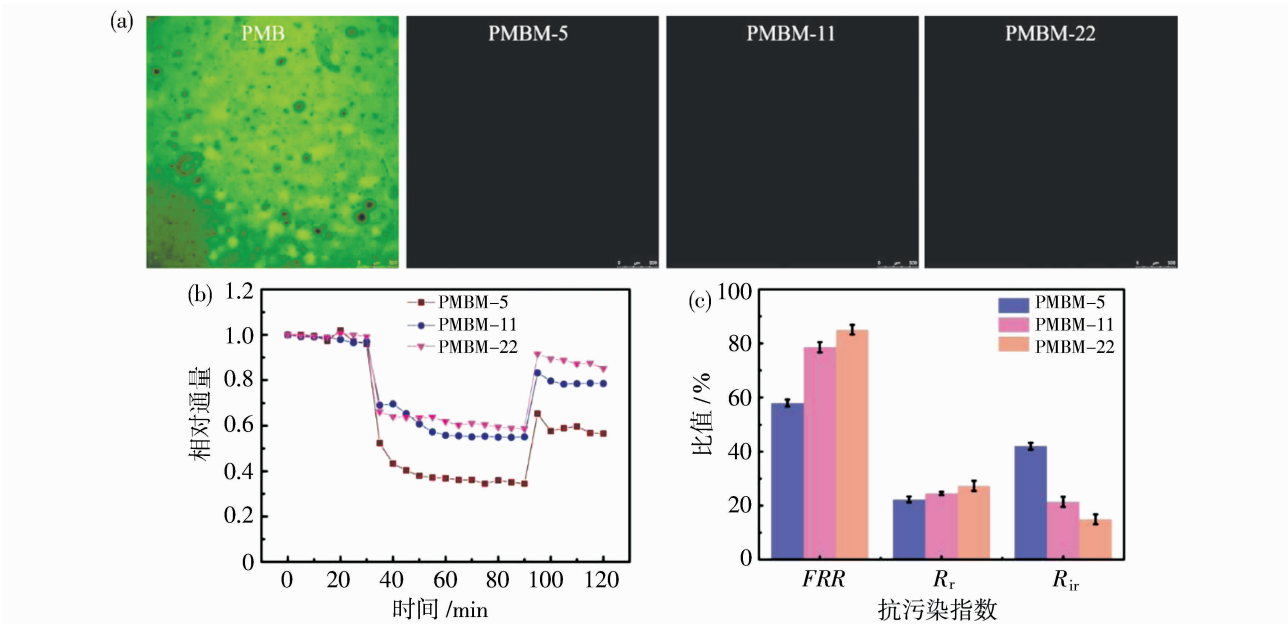 (a)
PMB
PMBM-5
PMBM-11
PMBM-22
(b)
1.2
1.0
0.8
0.6
0.4
0.2
0
相对通量
PMBM-5
PMBM-11
PMBM-22
0 20 40 60 80 100 120
时间 /min
(c)
100
80
60
40
20
0
比值 /%
PMBM-5
PMBM-11
PMBM-22
FRR Rr Rir
抗污染指数